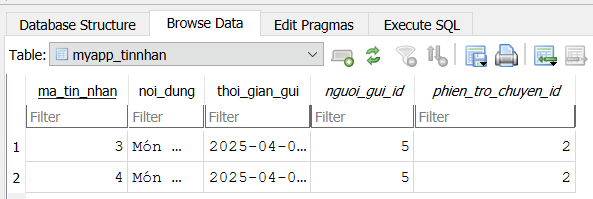 Database Structure Browse Data Edit Pragmas Execute SQL
Table: myapp_tinnhan
ma_tin_nhan noi_dung thoi_gian_gui nguoi_gui_id phien_tro_chuyen_id
Filter Filter Filter Filter Filter
1 3 Món … 2025-04-0… 5 2
2 4 Món … 2025-04-0… 5 2